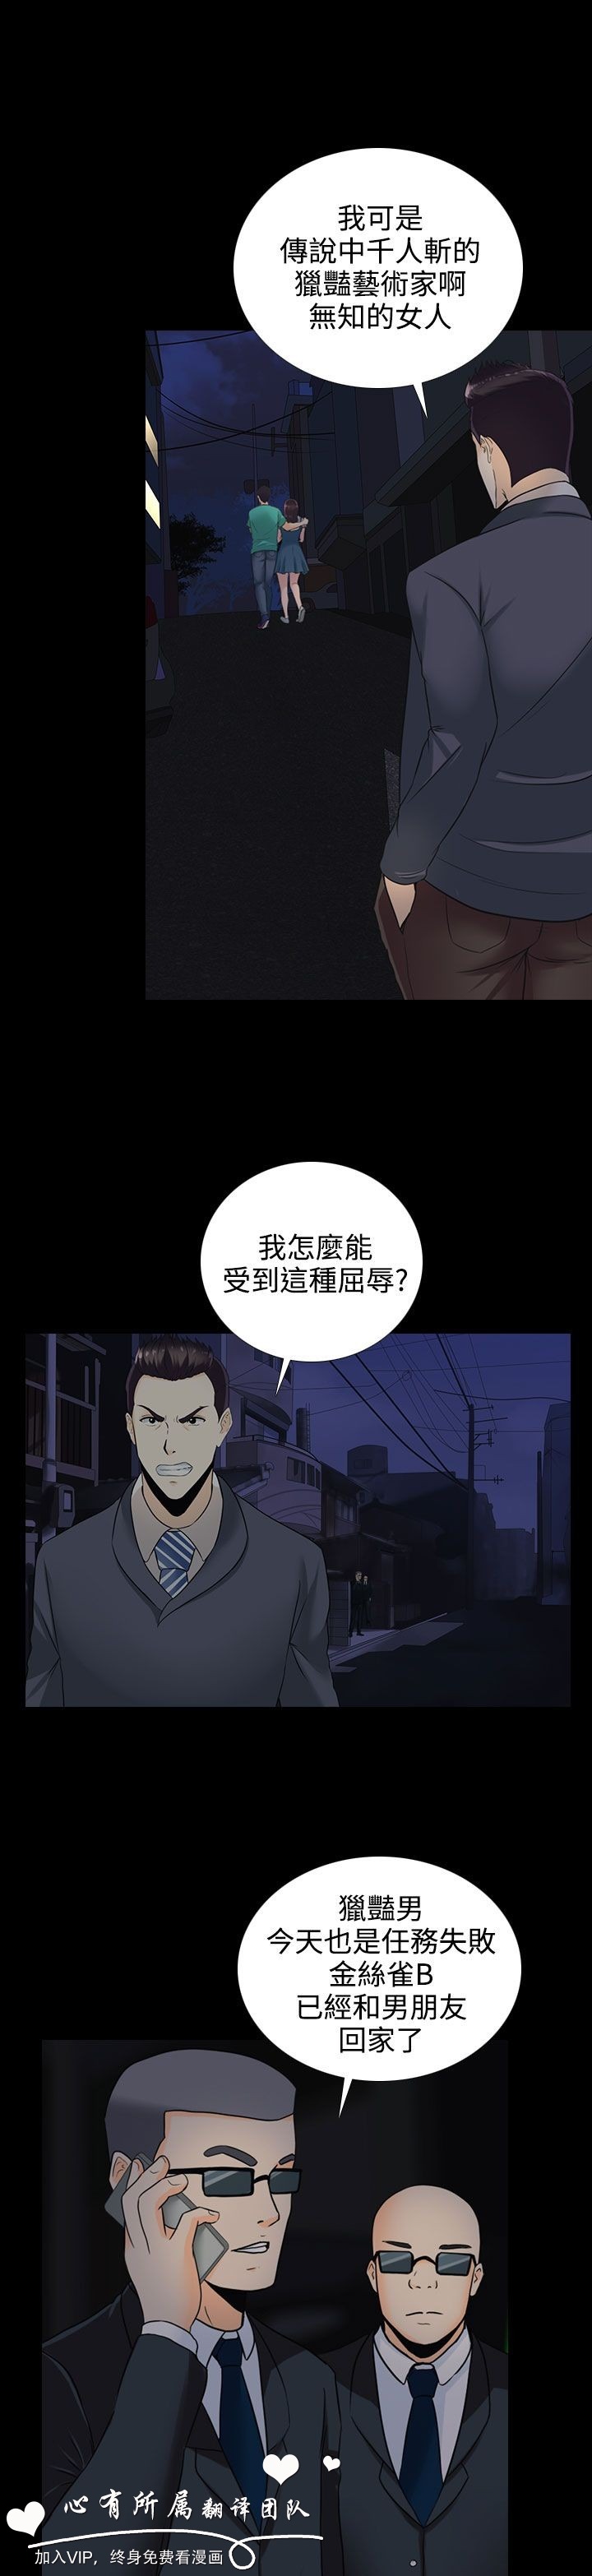 我可是
傳說中千人斬的
獵豔藝術家啊
無知的女人
我怎麼能
受到這種屈辱?
獵豔男
今天也是任務失敗
金絲雀B
已經和男朋友
回家了
心有所属翻译团队
加入VIP，终身免费看漫画